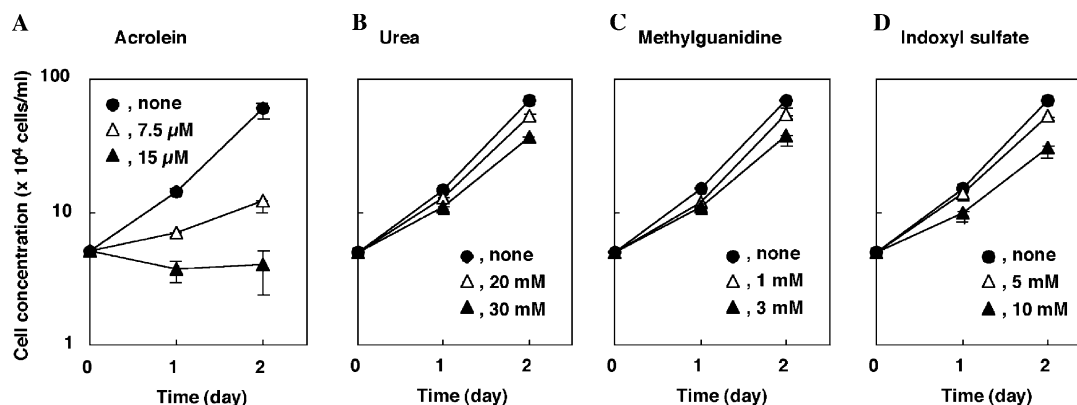 A
Acrolein
B
Urea
C
Methylguanidine
D
Indoxyl sulfate
Cell concentration (x 10⁴ cells/ml)
100
10
1
, none
, 7.5 µM
, 15 µM
0 1 2
Time (day)
, none
, 20 mM
, 30 mM
0 1 2
Time (day)
, none
, 1 mM
, 3 mM
0 1 2
Time (day)
, none
, 5 mM
, 10 mM
0 1 2
Time (day)